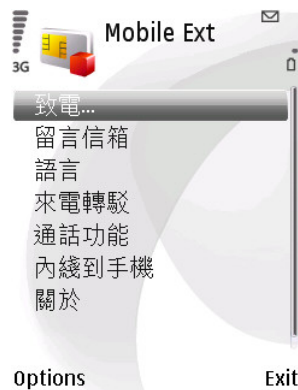 Mobile Ext
3G
致電...
留言信箱
語言
來電轉駁
通話功能
內綫到手機
關於
Options
Exit